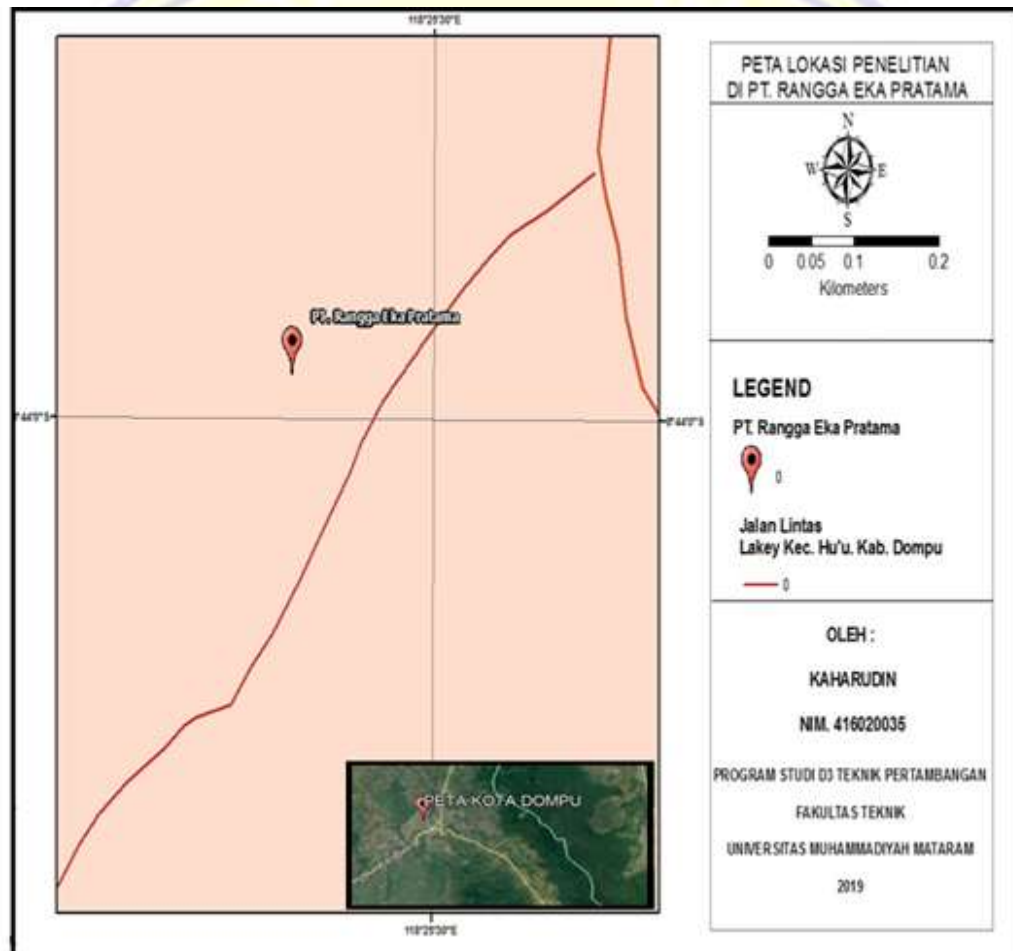 118°25'30"E
PETA LOKASI PENELITIAN
DI PT. RANGGA EKA PRATAMA
N
W
E
S
0 0.05 0.1 0.2
Kilometers
PT. Rangga Eka Pratama
LEGEND
PT. Rangga Eka Pratama
0
Jalan Lintas
Lakey Kec. Hu'u. Kab. Dompu
0
OLEH :
KAHARUDIN
NIM. 416020035
PROGRAM STUDI D3 TEKNIK PERTAMBANGAN
FAKULTAS TEKNIK
UNIVERSITAS MUHAMMADIYAH MATARAM
2019
PETA KOTA DOMPU
118°25'30"E